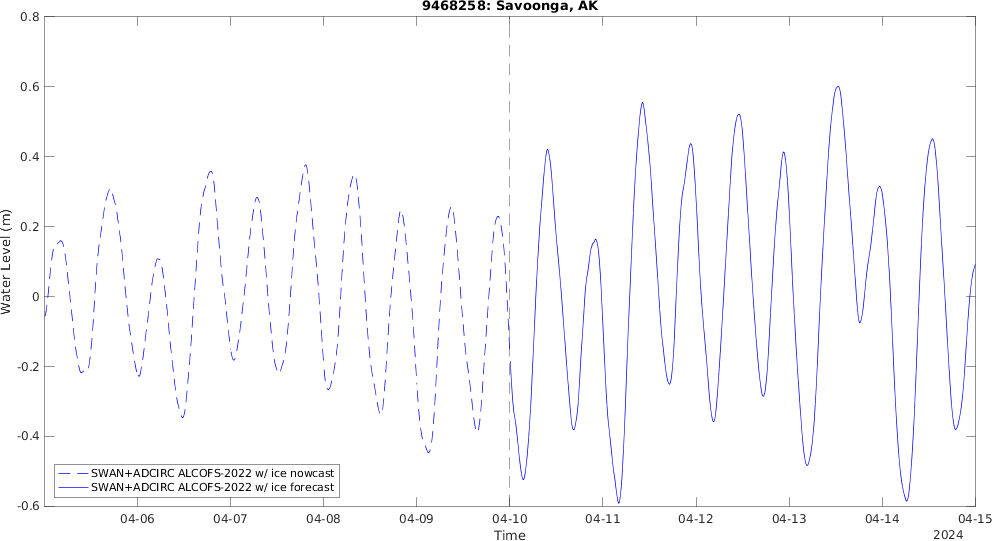 9468258: Savoonga, AK
0.8
0.6
0.4
0.2
0
-0.2
-0.4
-0.6
Water Level (m)
SWAN+ADCIRC ALCOFS-2022 w/ ice nowcast
SWAN+ADCIRC ALCOFS-2022 w/ ice forecast
04-06 04-07 04-08 04-09 04-10 04-11 04-12 04-13 04-14 04-15
Time
2024